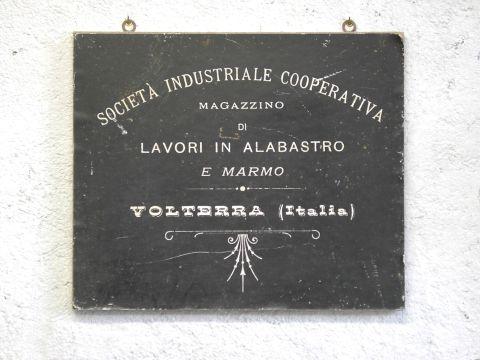 SOCIETÀ INDUSTRIALE COOPERATIVA
MAGAZZINO
DI
LAVORI IN ALABASTRO
E MARMO
VOLTERRA (Italia)